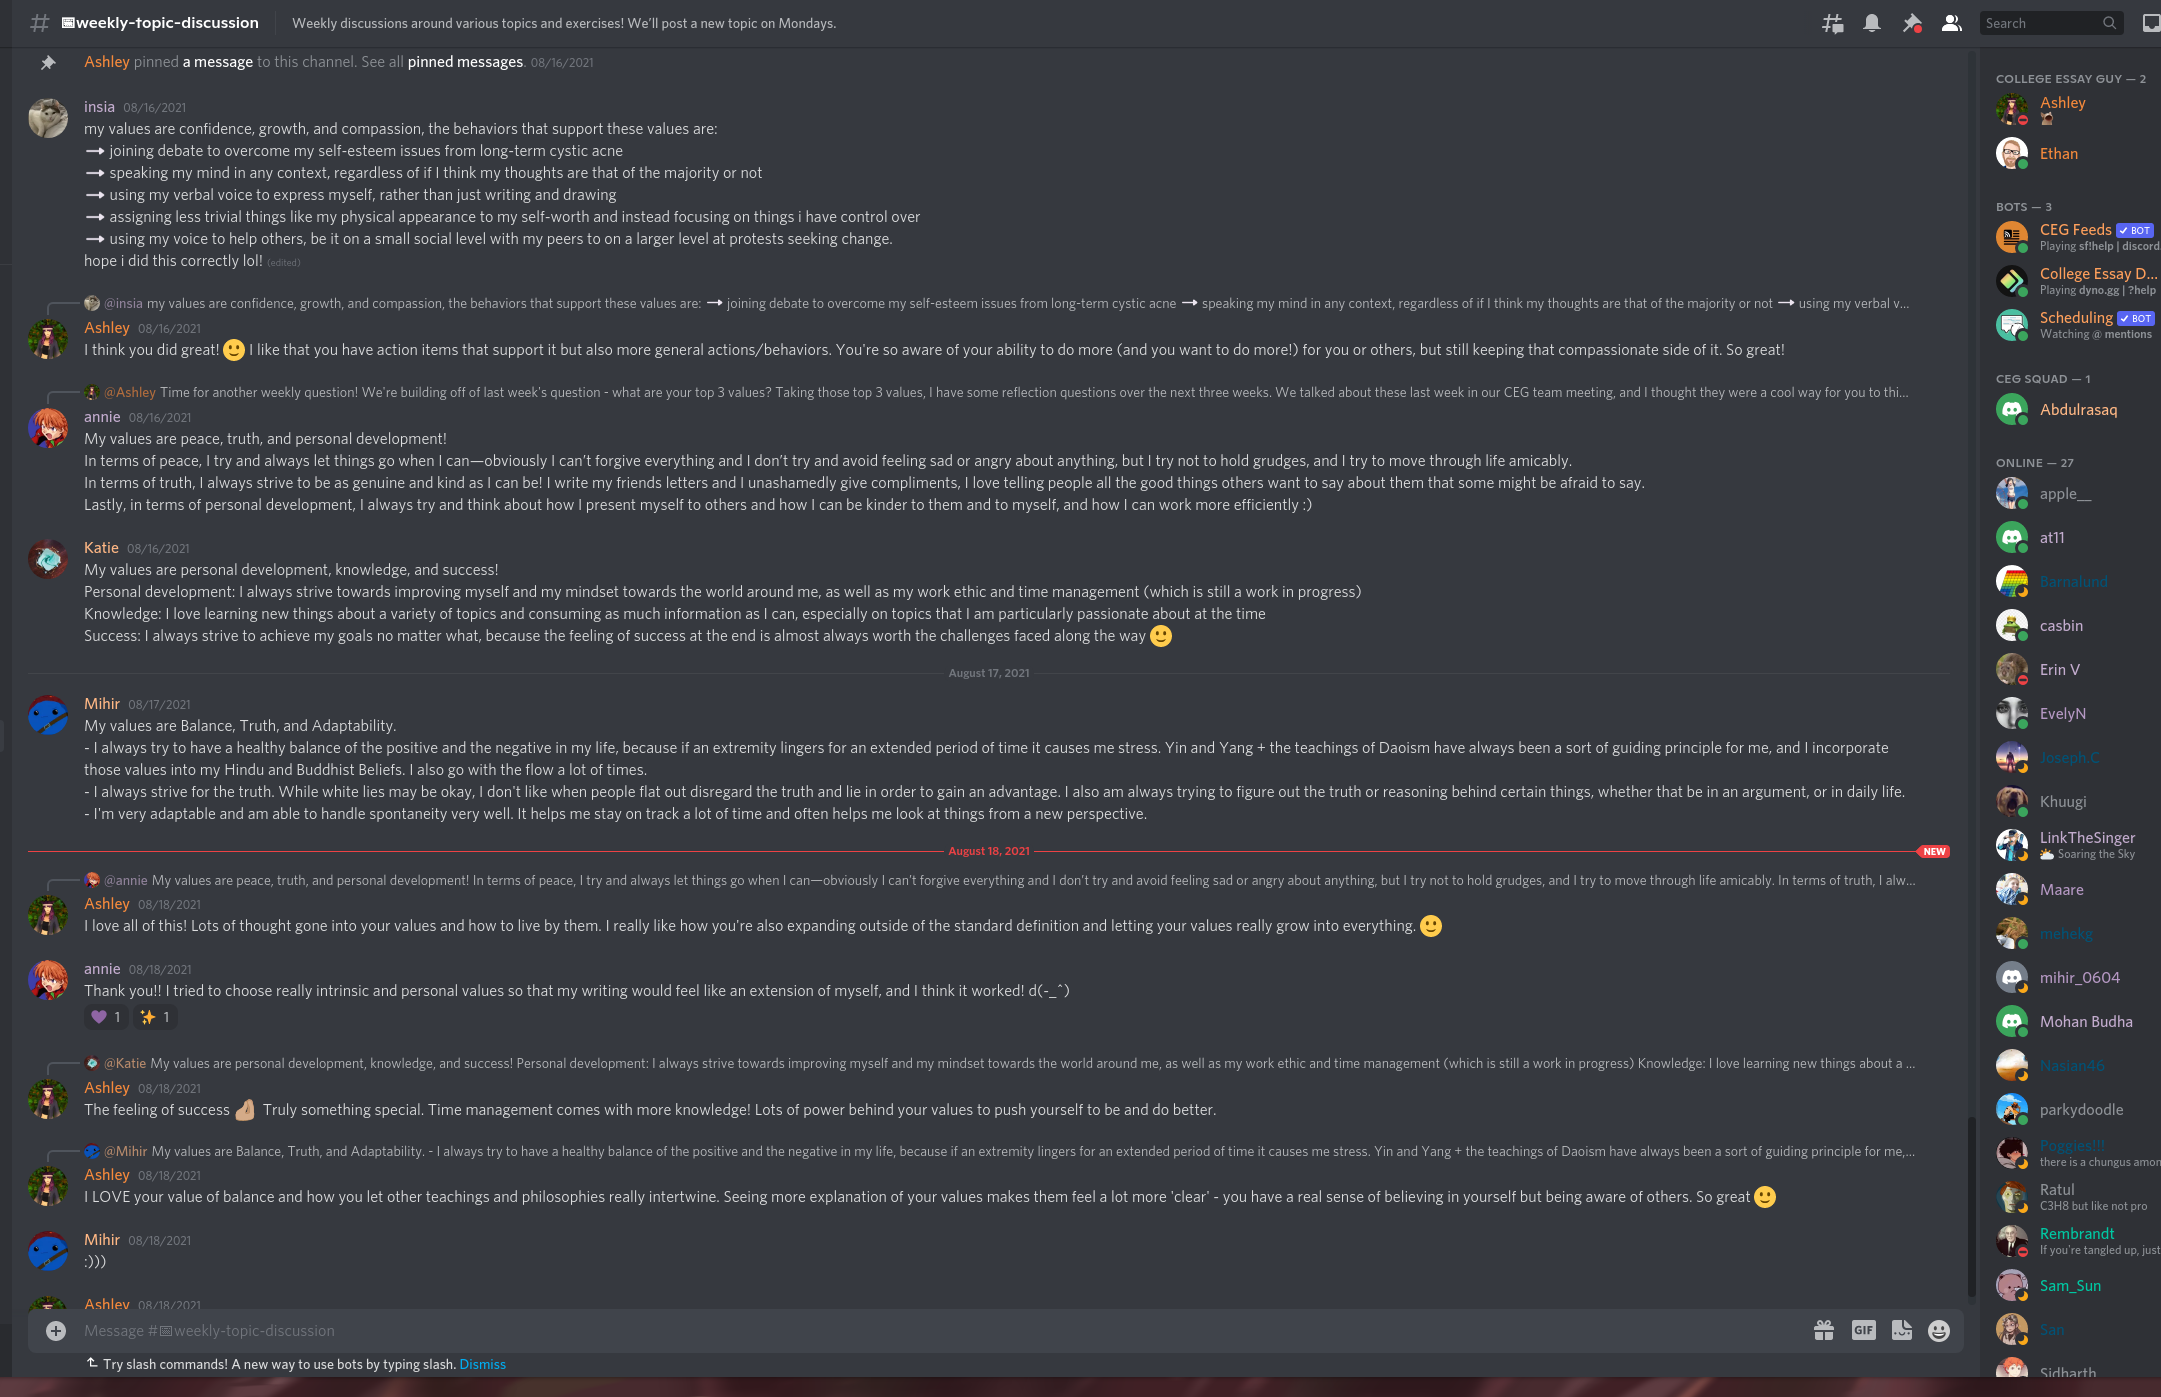 weekly-topic-discussion
Weekly discussions around various topics and exercises! We'll post a new topic on Mondays.
Search
Ashley pinned a message to this channel. See all pinned messages. 08/16/2021
insia 08/16/2021
my values are confidence, growth, and compassion, the behaviors that support these values are:
→ joining debate to overcome my self-esteem issues from long-term cystic acne
→ speaking my mind in any context, regardless of if I think my thoughts are that of the majority or not
→ using my verbal voice to express myself, rather than just writing and drawing
→ assigning less trivial things like my physical appearance to my self-worth and instead focusing on things i have control over
→ using my voice to help others, be it on a small social level with my peers to on a larger level at protests seeking change.
hope i did this correctly lol! (edited)
@insia my values are confidence, growth, and compassion, the behaviors that support these values are: → joining debate to overcome my self-esteem issues from long-term cystic acne → speaking my mind in any context, regardless of if I think my thoughts are that of the majority or not → using my verbal v...
Ashley 08/16/2021
I think you did great! 🙂 I like that you have action items that support it but also more general actions/behaviors. You're so aware of your ability to do more (and you want to do more!) for you or others, but still keeping that compassionate side of it. So great!
@Ashley Time for another weekly question! We're building off of last week's question - what are your top 3 values? Taking those top 3 values, I have some reflection questions over the next three weeks. We talked about these last week in our CEG team meeting, and I thought they were a cool way for you to thi...
annie 08/16/2021
My values are peace, truth, and personal development!
In terms of peace, I try and always let things go when I can—obviously I can't forgive everything and I don't try and avoid feeling sad or angry about anything, but I try not to hold grudges, and I try to move through life amicably.
In terms of truth, I always strive to be as genuine and kind as I can be! I write my friends letters and I unashamedly give compliments, I love telling people all the good things others want to say about them that some might be afraid to say.
Lastly, in terms of personal development, I always try and think about how I present myself to others and how I can be kinder to them and to myself, and how I can work more efficiently :)
Katie 08/16/2021
My values are personal development, knowledge, and success!
Personal development: I always strive towards improving myself and my mindset towards the world around me, as well as my work ethic and time management (which is still a work in progress)
Knowledge: I love learning new things about a variety of topics and consuming as much information as I can, especially on topics that I am particularly passionate about at the time
Success: I always strive to achieve my goals no matter what, because the feeling of success at the end is almost always worth the challenges faced along the way 🙂
August 17, 2021
Mihir 08/17/2021
My values are Balance, Truth, and Adaptability.
- I always try to have a healthy balance of the positive and the negative in my life, because if an extremity lingers for an extended period of time it causes me stress. Yin and Yang + the teachings of Daoism have always been a sort of guiding principle for me, and I incorporate
those values into my Hindu and Buddhist Beliefs. I also go with the flow a lot of times.
- I always strive for the truth. While white lies may be okay, I don't like when people flat out disregard the truth and lie in order to gain an advantage. I also am always trying to figure out the truth or reasoning behind certain things, whether that be in an argument, or in daily life.
- I'm very adaptable and am able to handle spontaneity very well. It helps me stay on track a lot of time and often helps me look at things from a new perspective.
August 18, 2021 NEW
@annie My values are peace, truth, and personal development! In terms of peace, I try and always let things go when I can—obviously I can't forgive everything and I don't try and avoid feeling sad or angry about anything, but I try not to hold grudges, and I try to move through life amicably. In terms of truth, I alw...
Ashley 08/18/2021
I love all of this! Lots of thought gone into your values and how to live by them. I really like how you're also expanding outside of the standard definition and letting your values really grow into everything. 🙂
annie 08/18/2021
Thank you!! I tried to choose really intrinsic and personal values so that my writing would feel like an extension of myself, and I think it worked! d(-_^)
💜 1 ✨ 1
@Katie My values are personal development, knowledge, and success! Personal development: I always strive towards improving myself and my mindset towards the world around me, as well as my work ethic and time management (which is still a work in progress) Knowledge: I love learning new things about a ...
Ashley 08/18/2021
The feeling of success Truly something special. Time management comes with more knowledge! Lots of power behind your values to push yourself to be and do better.
@Mihir My values are Balance, Truth, and Adaptability. - I always try to have a healthy balance of the positive and the negative in my life, because if an extremity lingers for an extended period of time it causes me stress. Yin and Yang + the teachings of Daoism have always been a sort of guiding principle for me,...
Ashley 08/18/2021
I LOVE your value of balance and how you let other teachings and philosophies really intertwine. Seeing more explanation of your values makes them feel a lot more 'clear' - you have a real sense of believing in yourself but being aware of others. So great 🙂
Mihir 08/18/2021
:)))
Ashley 08/18/2021
Message #weekly-topic-discussion
GIF
Try slash commands! A new way to use bots by typing slash. Dismiss
COLLEGE ESSAY GUY — 2
Ashley
Ethan
BOTS — 3
CEG Feeds BOT
Playing sf!help | discord
College Essay D...
Playing dyno.gg | ?help
Scheduling BOT
Watching @ mentions
CEG SQUAD — 1
Abdulrasaq
ONLINE — 27
apple__
at11
Barnalund
casbin
Erin V
EvelyN
Joseph.C
Khuugi
LinkTheSinger
Soaring the Sky
Maare
mehekg
mihir_0604
Mohan Budha
Naslan46
parkydoodle
Poggies!!!
there is a chungus amon
Ratul
C3H8 but like not pro
Rembrandt
If you're tangled up, just
Sam_Sun
San
Sidharth